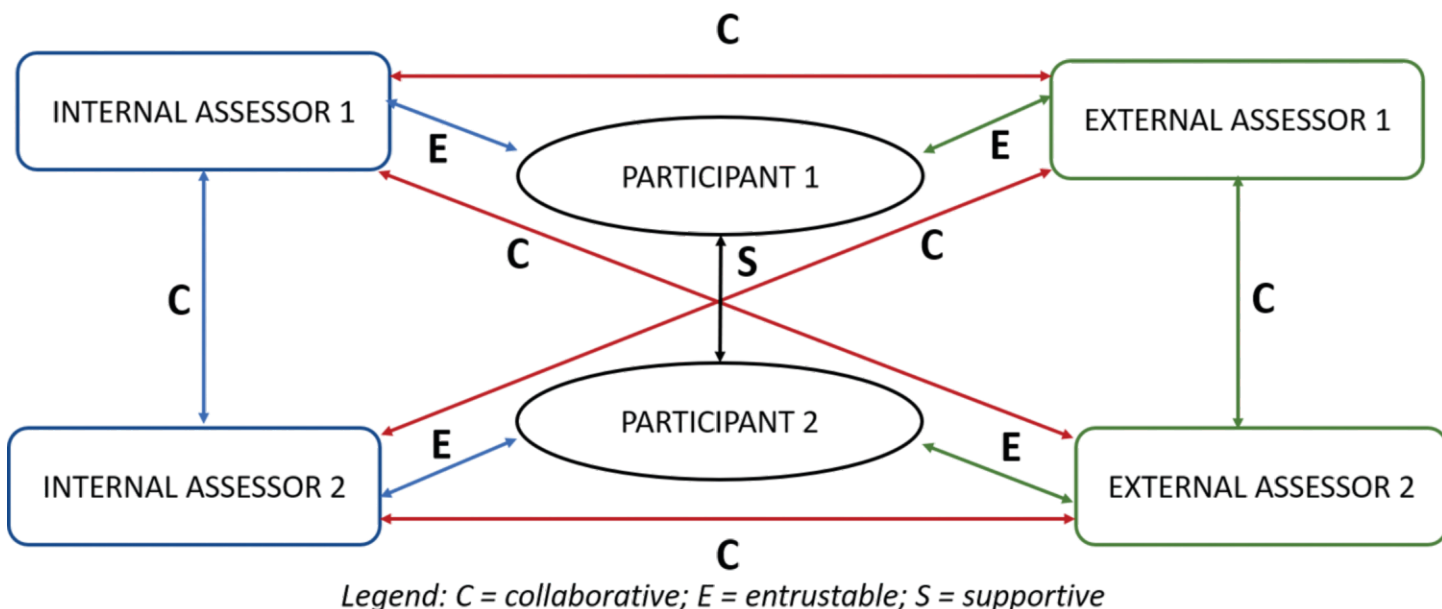 C
INTERNAL ASSESSOR 1
EXTERNAL ASSESSOR 1
E
E
PARTICIPANT 1
C
S
C
C
C
PARTICIPANT 2
E
E
INTERNAL ASSESSOR 2
EXTERNAL ASSESSOR 2
C
Legend: C = collaborative; E = entrustable; S = supportive